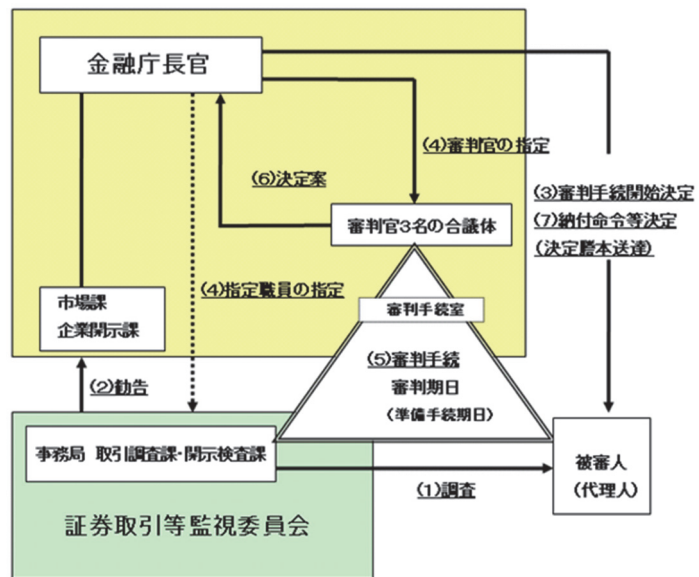 金融庁長官
(4)審判官の指定
(6)決定案
(3)審判手続開始決定
(7)納付命令等決定
(決定謄本送達)
審判官3名の合議体
(4)指定職員の指定
市場課
企業開示課
審判手続室
(2)勧告
(5)審判手続
審判期日
(準備手続期日)
事務局 取引調査課・開示検査課
(1)調査
被審人
(代理人)
証券取引等監視委員会